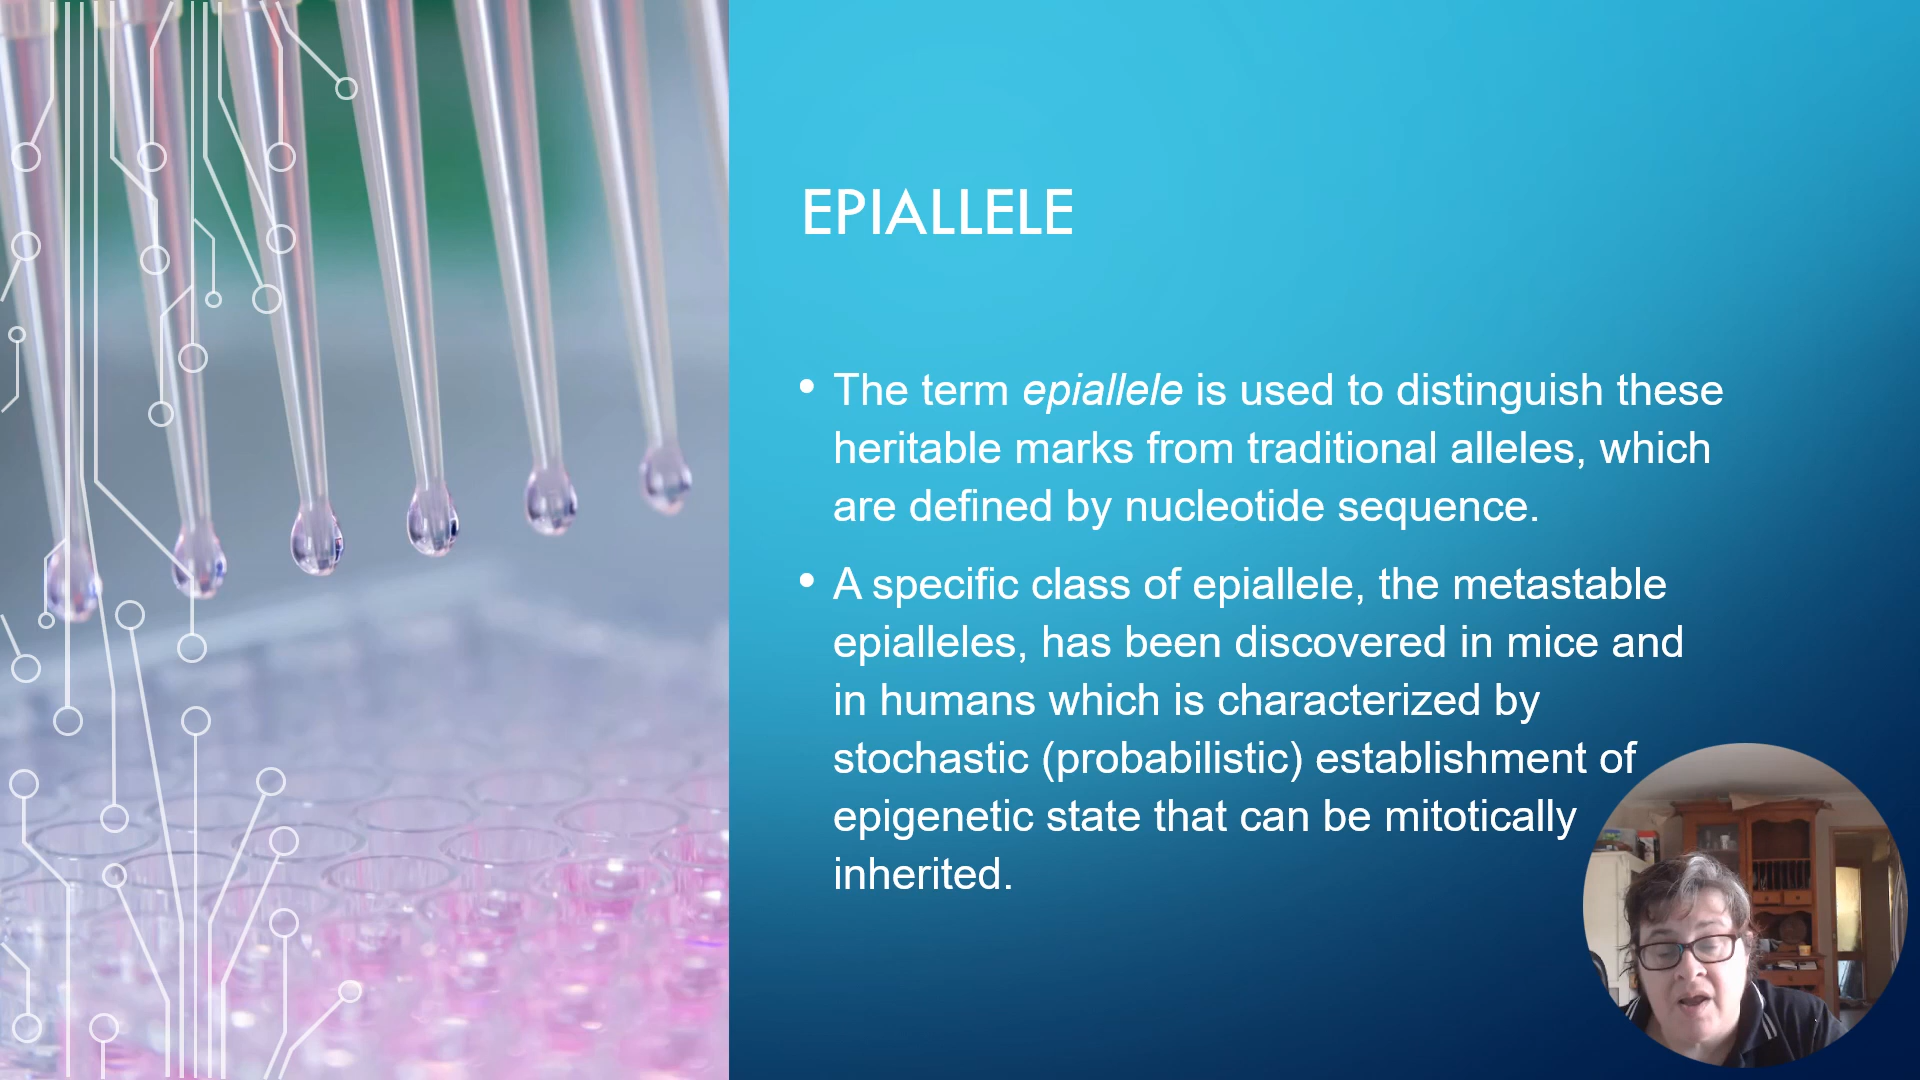 EPIALLELE
• The term epiallele is used to distinguish these
heritable marks from traditional alleles, which
are defined by nucleotide sequence.
• A specific class of epiallele, the metastable
epialleles, has been discovered in mice and
in humans which is characterized by
stochastic (probabilistic) establishment of
epigenetic state that can be mitotically
inherited.